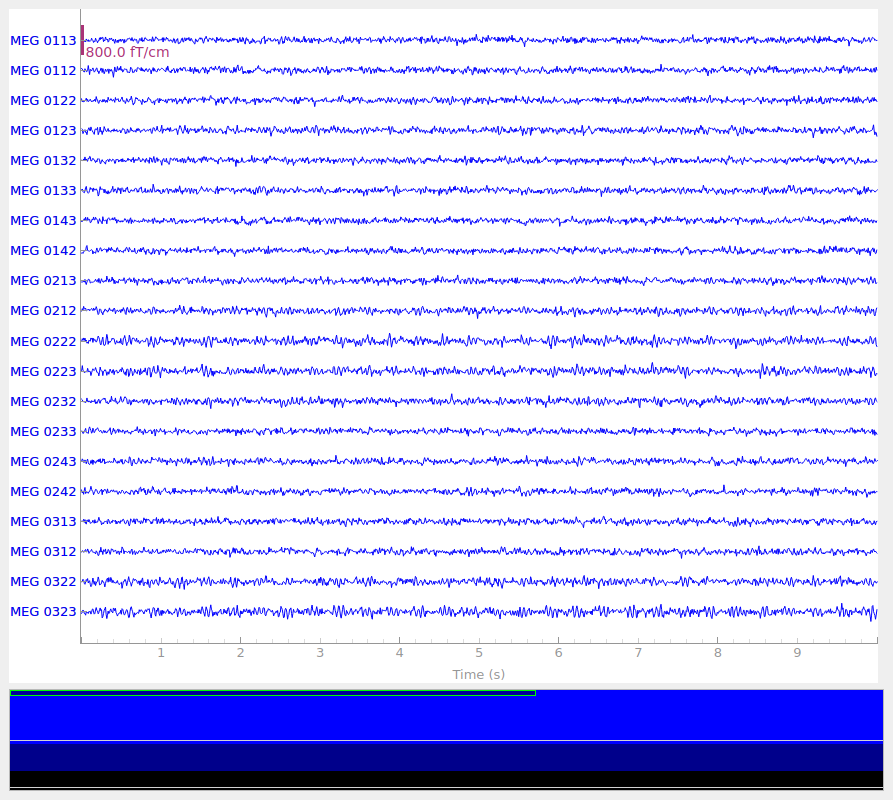 MEG 0113
800.0 fT/cm
MEG 0112
MEG 0122
MEG 0123
MEG 0132
MEG 0133
MEG 0143
MEG 0142
MEG 0213
MEG 0212
MEG 0222
MEG 0223
MEG 0232
MEG 0233
MEG 0243
MEG 0242
MEG 0313
MEG 0312
MEG 0322
MEG 0323
1 2 3 4 5 6 7 8 9
Time (s)